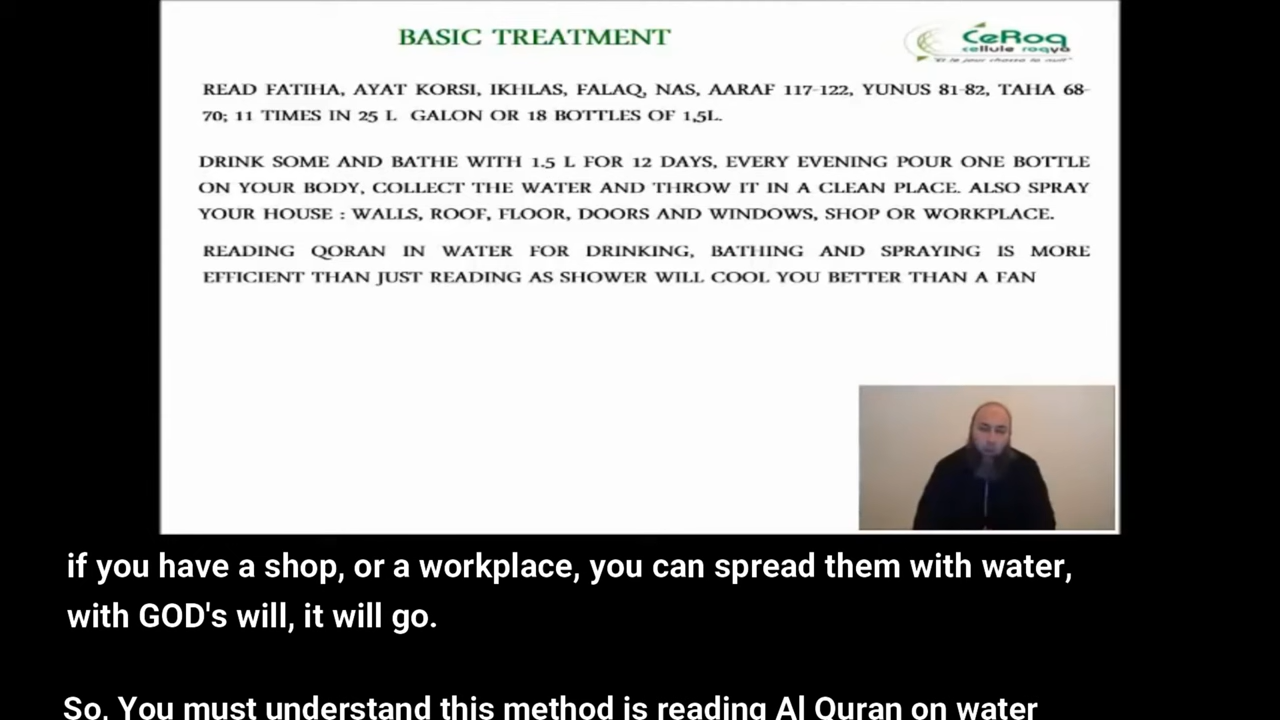 BASIC TREATMENT
CeRoq
cellule roqya
"Et le jour chassa la nuit"
READ FATIHA, AYAT KORSI, IKHLAS, FALAQ, NAS, AARAF 117-122, YUNUS 81-82, TAHA 68-
70; 11 TIMES IN 25 L GALON OR 18 BOTTLES OF 1,5L.
DRINK SOME AND BATHE WITH 1.5 L FOR 12 DAYS, EVERY EVENING POUR ONE BOTTLE
ON YOUR BODY, COLLECT THE WATER AND THROW IT IN A CLEAN PLACE. ALSO SPRAY
YOUR HOUSE : WALLS, ROOF, FLOOR, DOORS AND WINDOWS, SHOP OR WORKPLACE.
READING QORAN IN WATER FOR DRINKING, BATHING AND SPRAYING IS MORE
EFFICIENT THAN JUST READING AS SHOWER WILL COOL YOU BETTER THAN A FAN
if you have a shop, or a workplace, you can spread them with water,
with GOD's will, it will go.
So, You must understand this method is reading Al Quran on water